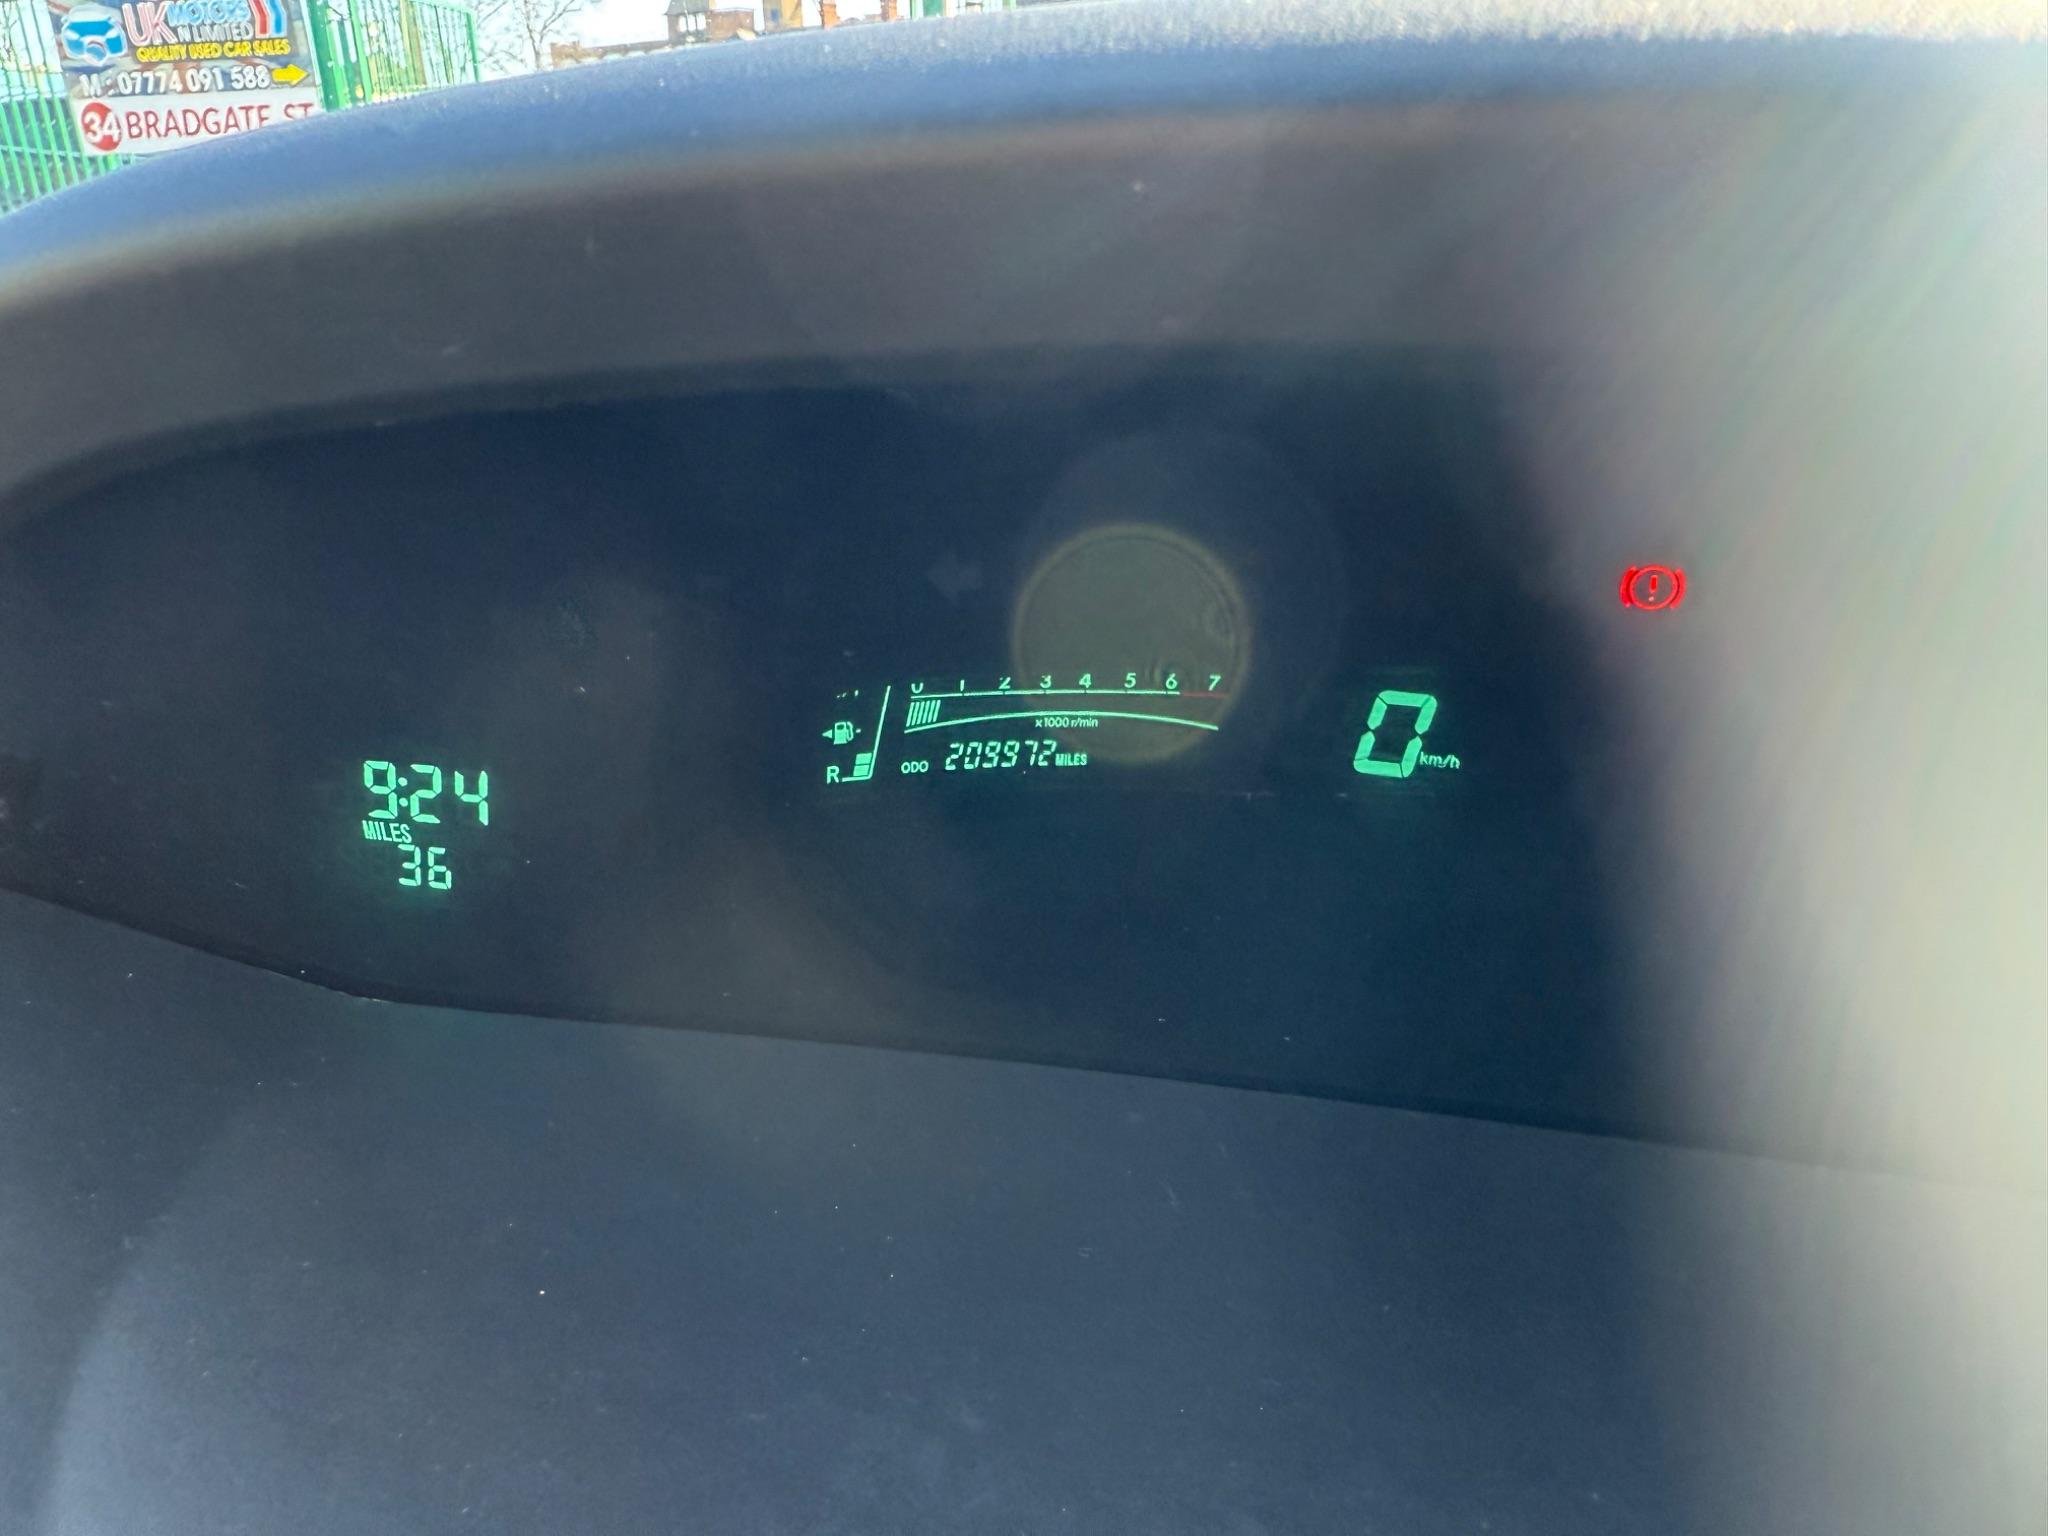 UK MOTORS
N LIMITED
QUALITY USED CAR SALES
M : 07774 091 588
34 BRADGATE ST
0 1 2 3 4 5 6 7
x1000 r/min
R
ODO 209972 MILES
0 km/h
9:24
MILES
36